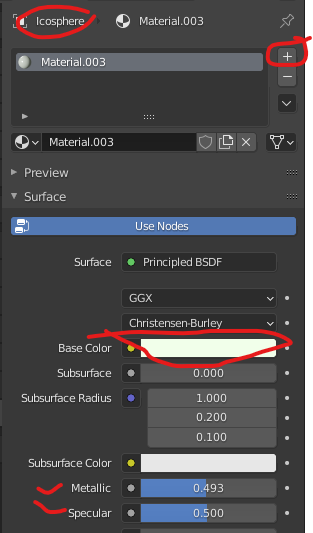 Icosphere > Material.003
Material.003
+
−
Material.003
Preview
Surface
Use Nodes
Surface Principled BSDF
GGX
Christensen-Burley
Base Color
Subsurface 0.000
Subsurface Radius 1.000
0.200
0.100
Subsurface Color
Metallic 0.493
Specular 0.500